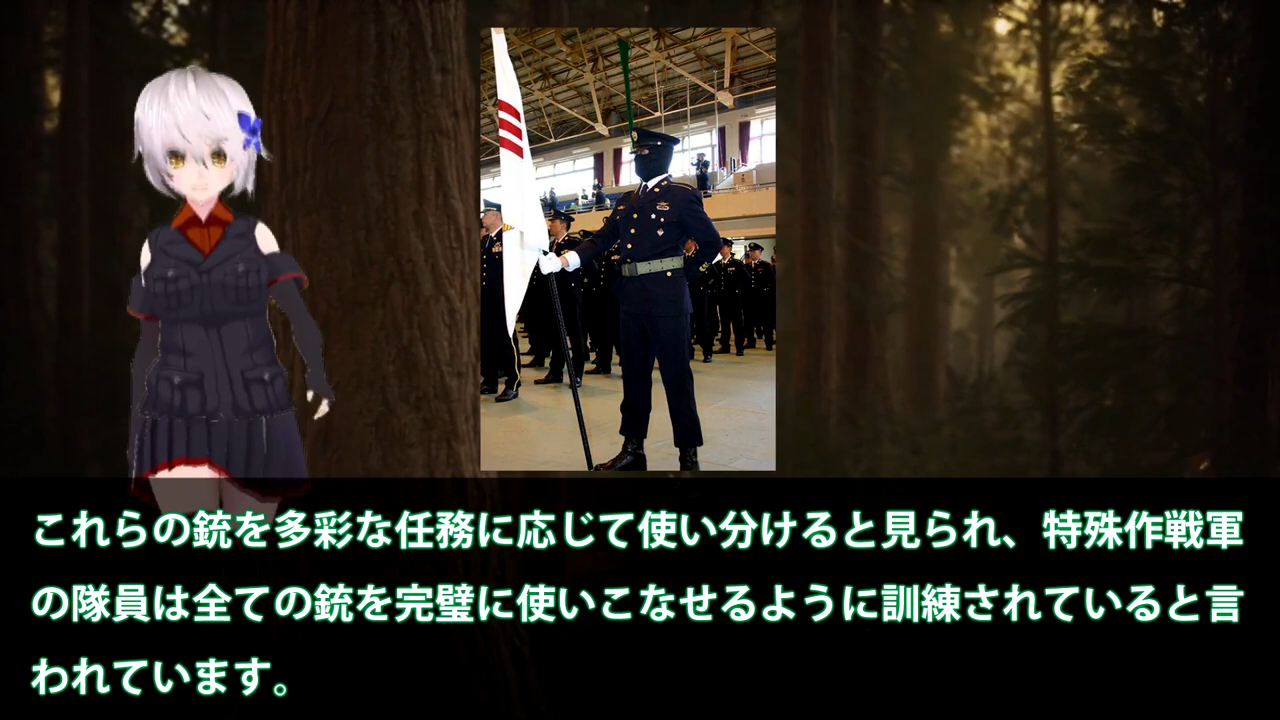 これらの銃を多彩な任務に応じて使い分けると見られ、特殊作戦軍
の隊員は全ての銃を完璧に使いこなせるように訓練されていると言
われています。